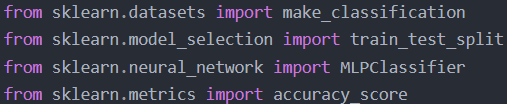 from sklearn.datasets import make_classification
from sklearn.model_selection import train_test_split
from sklearn.neural_network import MLPClassifier
from sklearn.metrics import accuracy_score